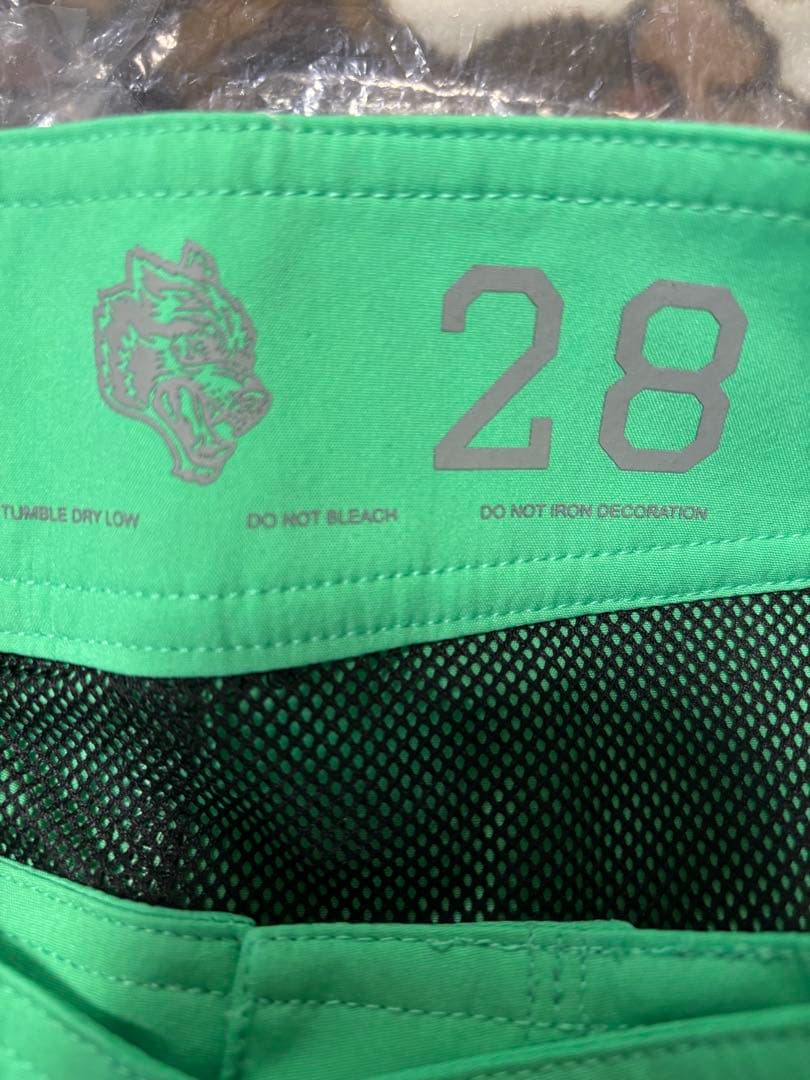 28
TUMBLE DRY LOW DO NOT BLEACH DO NOT IRON DECORATION